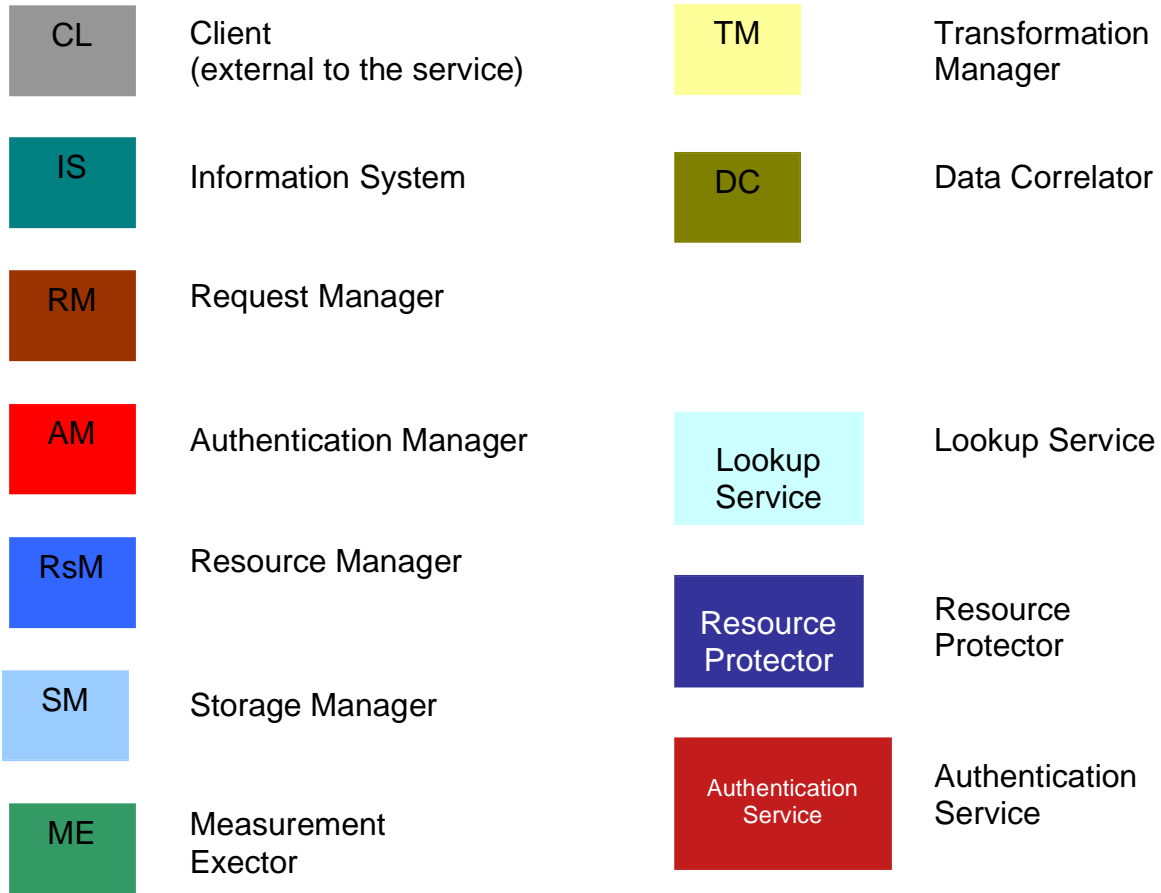 CL
Client
(external to the service)
IS
Information System
RM
Request Manager
AM
Authentication Manager
RsM
Resource Manager
SM
Storage Manager
ME
Measurement
Exector
TM
Transformation
Manager
DC
Data Correlator
Lookup
Service
Lookup Service
Resource
Protector
Resource
Protector
Authentication
Service
Authentication
Service